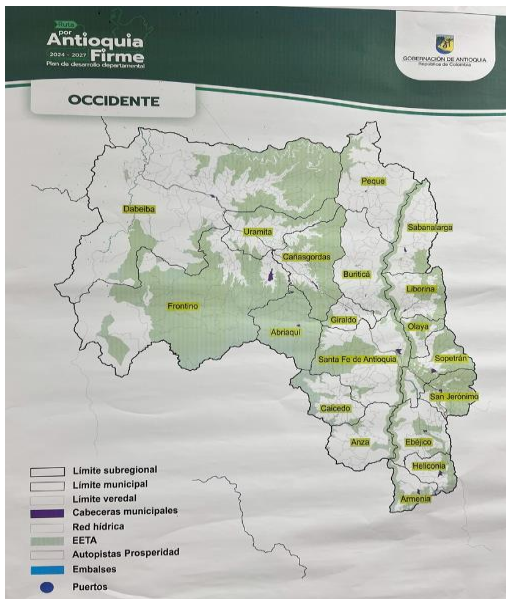 Ruta
por
Antioquia
Firme
2024 - 2027
Plan de desarrollo departamental
GOBERNACIÓN DE ANTIOQUIA
República de Colombia
OCCIDENTE
Peque
Dabeiba
Sabanalarga
Uramita
Cañasgordas
Buriticá
Liborina
Frontino
Giraldo
Olaya
Abriaquí
Santa Fe de Antioquia
Sopetrán
San Jerónimo
Caicedo
Anza
Ebéjico
Heliconia
Armenia
Límite subregional
Límite municipal
Límite veredal
Cabeceras municipales
Red hídrica
EETA
Autopistas Prosperidad
Embalses
Puertos